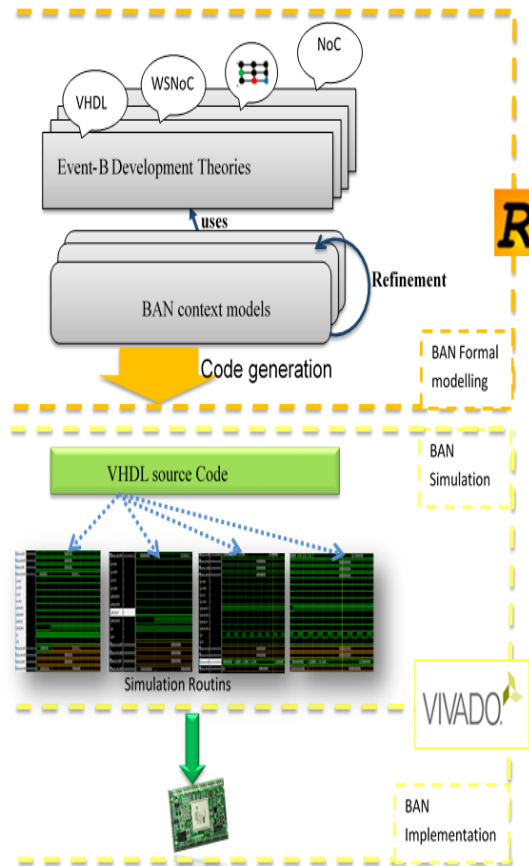 NoC
WSNoC
VHDL
Event-B Development Theories
uses
Refinement
BAN context models
R
Code generation
BAN Formal
modelling
BAN
Simulation
VHDL source Code
Simulation Routins
VIVADO.
BAN
Implementation